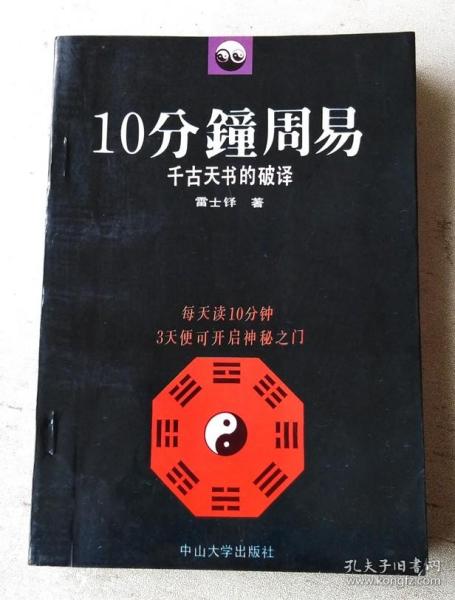 10分鐘周易
千古天书的破译
雷士铎 著
每天读10分钟
3天便可开启神秘之门
中山大学出版社
孔夫子旧书网
www.kongfz.com